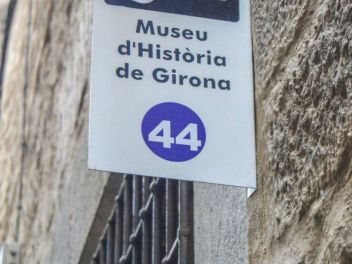 Museu
d'Història
de Girona
44